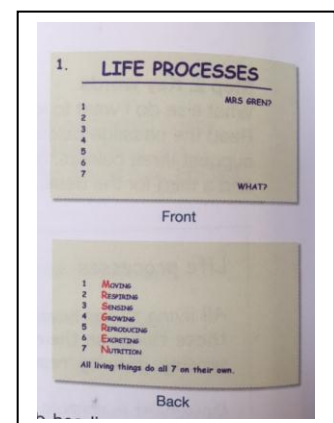 1. LIFE PROCESSES
MRS GREN?
1
2
3
4
5
6
7
WHAT?
Front
1 MOVING
2 RESPIRING
3 SENSING
4 GROWING
5 REPRODUCING
6 EXCRETING
7 NUTRITION
All living things do all 7 on their own.
Back